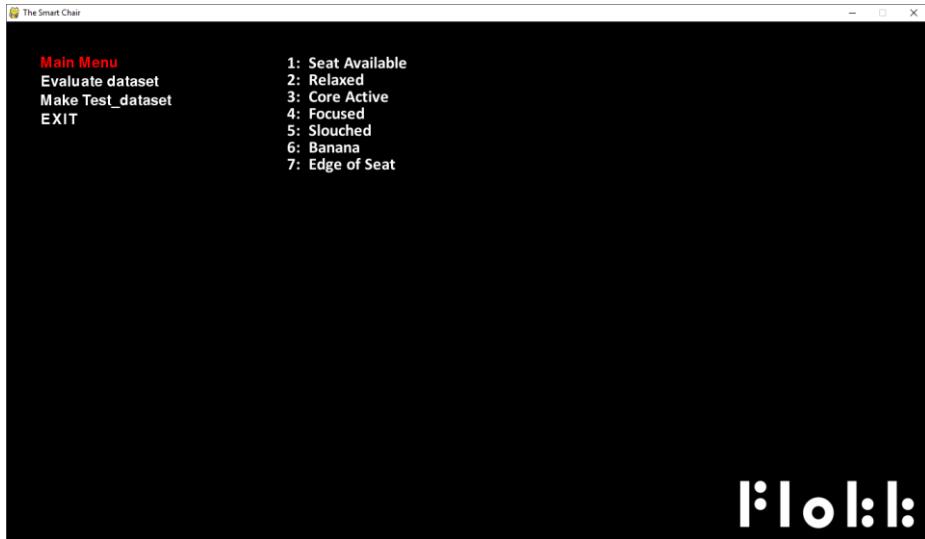 The Smart Chair
Main Menu
Evaluate dataset
Make Test_dataset
EXIT
1: Seat Available
2: Relaxed
3: Core Active
4: Focused
5: Slouched
6: Banana
7: Edge of Seat
Flokk